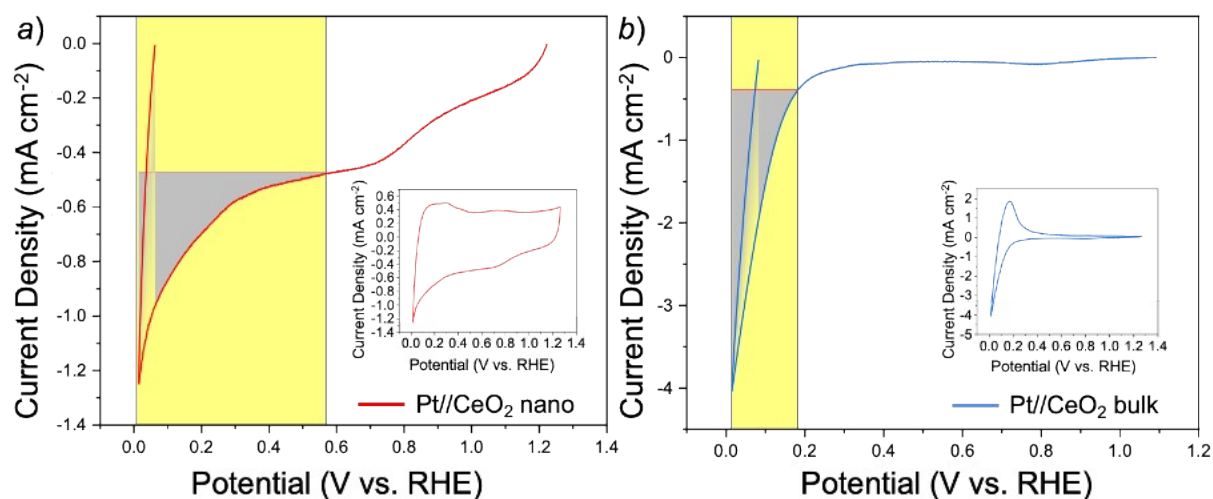 a)
Current Density (mA cm⁻²)
0.0
-0.2
-0.4
-0.6
-0.8
-1.0
-1.2
-1.4
0.0 0.2 0.4 0.6 0.8 1.0 1.2 1.4
Potential (V vs. RHE)
Current Density (mA cm⁻²)
0.6
0.4
0.2
0.0
-0.2
-0.4
-0.6
-0.8
-1.0
-1.2
-1.4
0.0 0.2 0.4 0.6 0.8 1.0 1.2 1.4
Potential (V vs. RHE)
Pt//CeO₂ nano
b)
Current Density (mA cm⁻²)
0
-1
-2
-3
-4
0.0 0.2 0.4 0.6 0.8 1.0 1.2
Potential (V vs. RHE)
Current Density (mA cm⁻²)
2
1
0
-1
-2
-3
-4
-5
0.0 0.2 0.4 0.6 0.8 1.0 1.2 1.4
Potential (V vs. RHE)
Pt//CeO₂ bulk